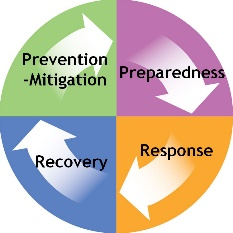 Prevention
-Mitigation
Preparedness
Recovery
Response